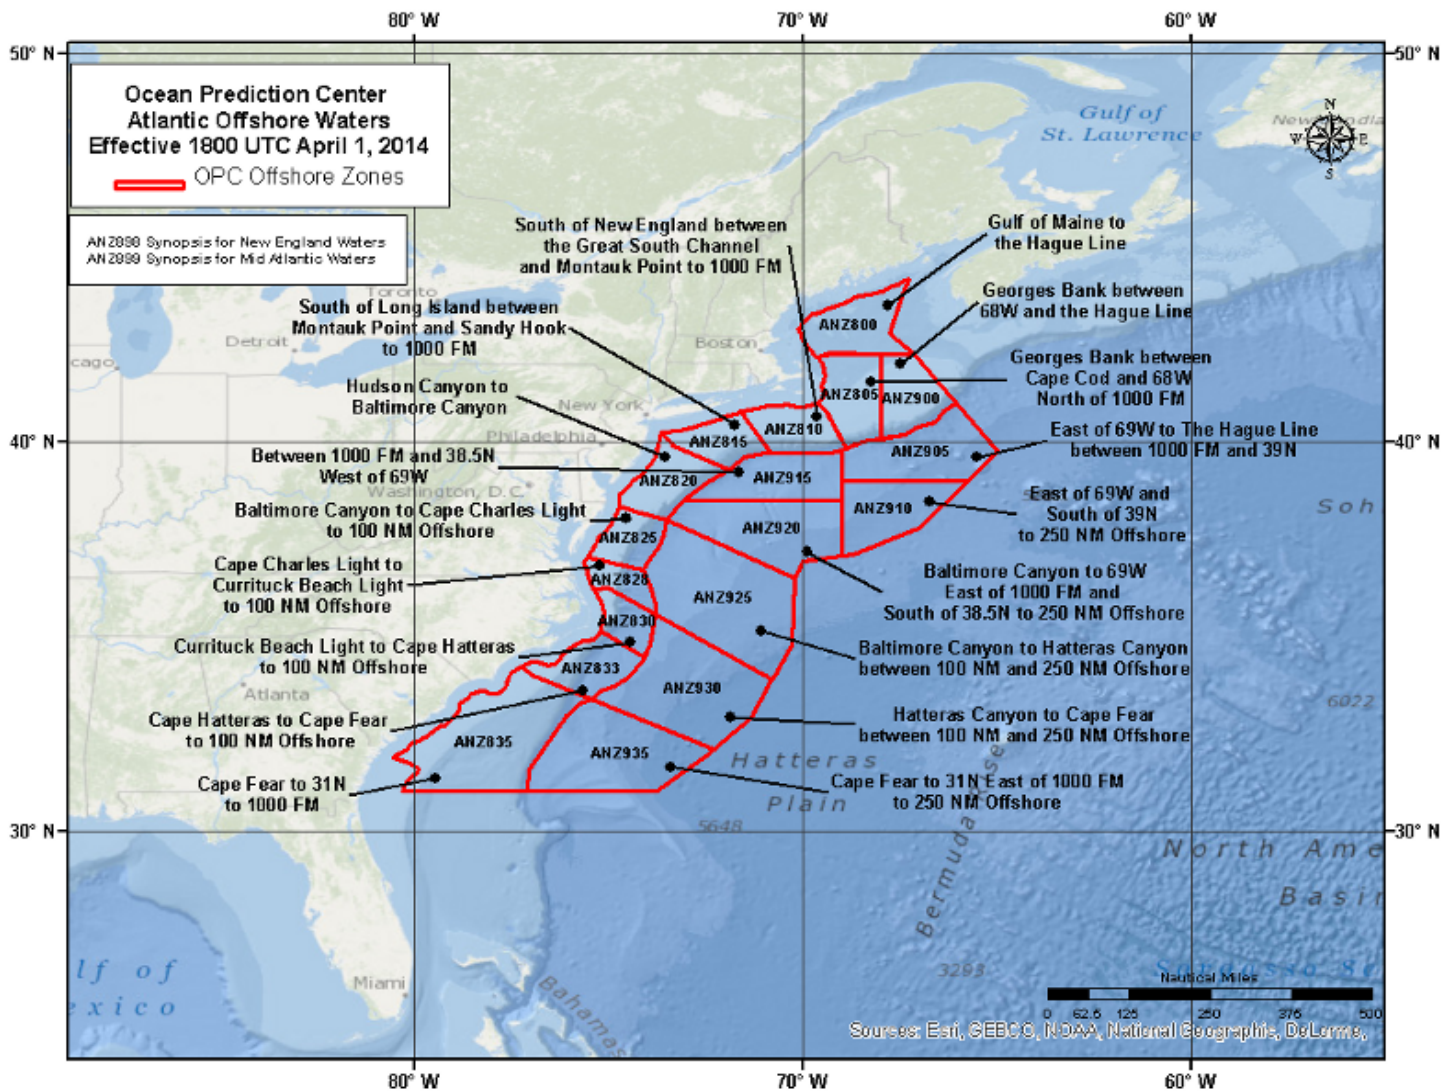 80° W
70° W
60° W
50° N
50° N
Ocean Prediction Center
Atlantic Offshore Waters
Effective 1800 UTC April 1, 2014
OPC Offshore Zones
ANZ898 Synopsis for New England Waters
ANZ899 Synopsis for Mid Atlantic Waters
Gulf of
St. Lawrence
N
W
E
S
South of New England between
the Great South Channel
and Montauk Point to 1000 FM
Gulf of Maine to
the Hague Line
Georges Bank between
68W and the Hague Line
Toronto
South of Long Island between
Montauk Point and Sandy Hook
to 1000 FM
ANZ800
Detroit
Boston
cago
Georges Bank between
Cape Cod and 68W
North of 1000 FM
Hudson Canyon to
Baltimore Canyon
ANZ805
ANZ900
New York
ANZ810
40° N
Philadelphia
ANZ815
ANZ905
East of 69W to The Hague Line
between 1000 FM and 39N
40° N
Between 1000 FM and 38.5N
West of 69W
ANZ820
ANZ915
Washington, D.C.
Baltimore Canyon to Cape Charles Light
to 100 NM Offshore
ANZ910
East of 69W and
South of 39N
to 250 NM Offshore
Soh
ANZ825
ANZ920
Cape Charles Light to
Currituck Beach Light
to 100 NM Offshore
ANZ828
ANZ925
Baltimore Canyon to 69W
East of 1000 FM and
South of 38.5N to 250 NM Offshore
ANZ830
Currituck Beach Light to Cape Hatteras
to 100 NM Offshore
Baltimore Canyon to Hatteras Canyon
between 100 NM and 250 NM Offshore
ANZ833
Atlanta
ANZ930
6022
Cape Hatteras to Cape Fear
to 100 NM Offshore
Hatteras Canyon to Cape Fear
between 100 NM and 250 NM Offshore
ANZ835
ANZ935
Hatteras
Plain
Cape Fear to 31N
to 1000 FM
Cape Fear to 31N East of 1000 FM
to 250 NM Offshore
5648
30° N
30° N
North Ame
Basin
Bermuda Rise
lf of
exico
Miami
Bahamas
3293
Nautical Miles
0 62.5 125 250 375 500
Sources: Esri, GEBCO, NOAA, National Geographic, DeLorme,
80° W
70° W
60° W